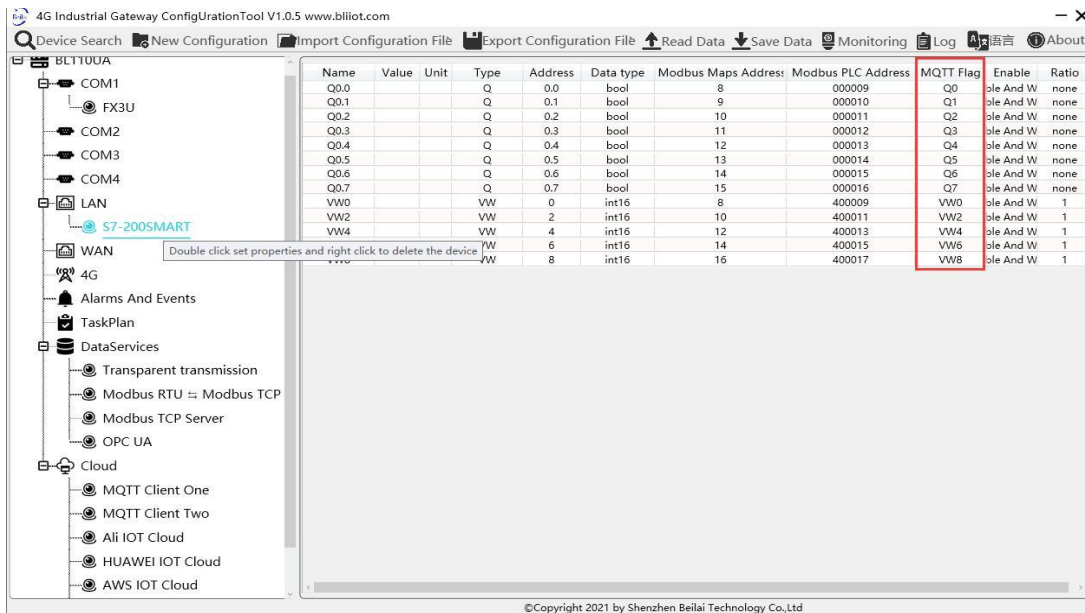 4G Industrial Gateway ConfigUrationTool V1.0.5 www.bliiot.com
Device Search New Configuration Import Configuration File Export Configuration File Read Data Save Data Monitoring Log 语言 About
BL110UA
COM1
FX3U
COM2
COM3
COM4
LAN
S7-200SMART
WAN
4G
Alarms And Events
TaskPlan
DataServices
Transparent transmission
Modbus RTU ⇆ Modbus TCP
Modbus TCP Server
OPC UA
Cloud
MQTT Client One
MQTT Client Two
Ali IOT Cloud
HUAWEI IOT Cloud
AWS IOT Cloud
Double click set properties and right click to delete the device
Name Value Unit Type Address Data type Modbus Maps Address Modbus PLC Address MQTT Flag Enable Ratio
Q0.0 Q 0.0 bool 8 000009 Q0 ble And W none
Q0.1 Q 0.1 bool 9 000010 Q1 ble And W none
Q0.2 Q 0.2 bool 10 000011 Q2 ble And W none
Q0.3 Q 0.3 bool 11 000012 Q3 ble And W none
Q0.4 Q 0.4 bool 12 000013 Q4 ble And W none
Q0.5 Q 0.5 bool 13 000014 Q5 ble And W none
Q0.6 Q 0.6 bool 14 000015 Q6 ble And W none
Q0.7 Q 0.7 bool 15 000016 Q7 ble And W none
VW0 VW 0 int16 8 400009 VW0 ble And W 1
VW2 VW 2 int16 10 400011 VW2 ble And W 1
VW4 VW 4 int16 12 400013 VW4 ble And W 1
VW 6 int16 14 400015 VW6 ble And W 1
VW 8 int16 16 400017 VW8 ble And W 1
©Copyright 2021 by Shenzhen Beilai Technology Co.,Ltd